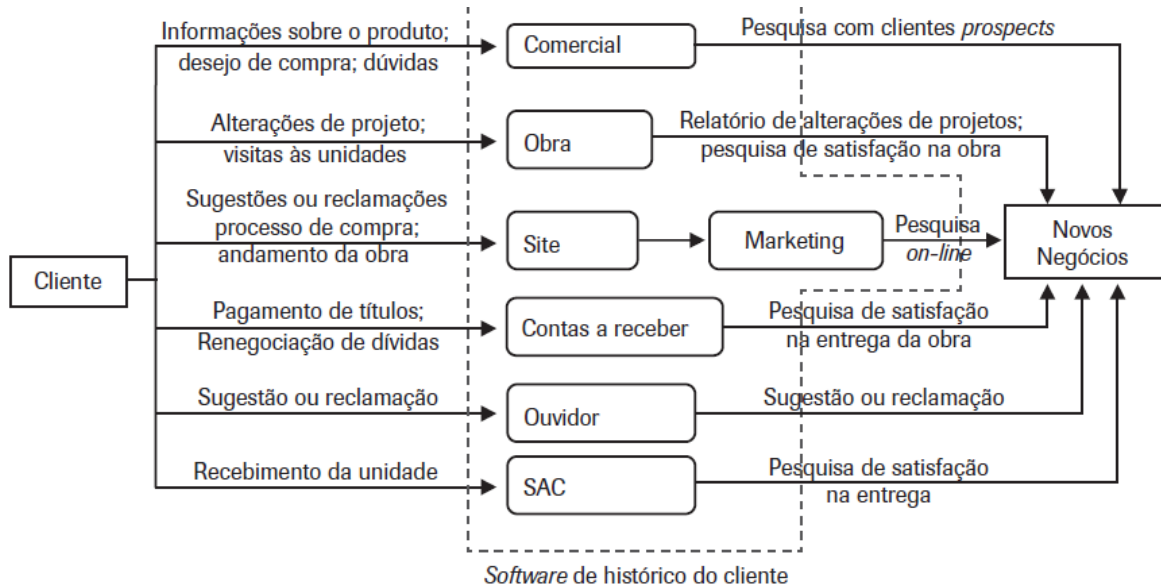 Informações sobre o produto;
desejo de compra; dúvidas
Comercial
Pesquisa com clientes prospects
Alterações de projeto;
visitas às unidades
Obra
Relatório de alterações de projetos;
pesquisa de satisfação na obra
Sugestões ou reclamações
processo de compra;
andamento da obra
Site
Marketing
Pesquisa
on-line
Novos
Negócios
Cliente
Pagamento de títulos;
Renegociação de dívidas
Contas a receber
Pesquisa de satisfação
na entrega da obra
Sugestão ou reclamação
Ouvidor
Sugestão ou reclamação
Recebimento da unidade
SAC
Pesquisa de satisfação
na entrega
Software de histórico do cliente